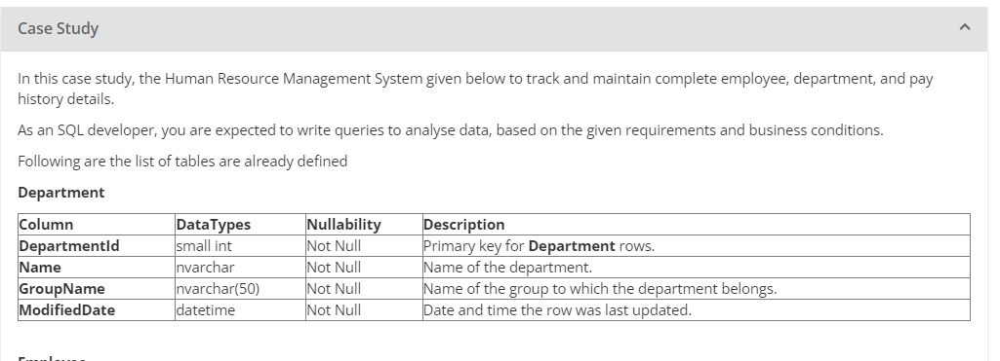 Case Study
In this case study, the Human Resource Management System given below to track and maintain complete employee, department, and pay
history details.
As an SQL developer, you are expected to write queries to analyse data, based on the given requirements and business conditions.
Following are the list of tables are already defined
Department
Column DataTypes Nullability Description
DepartmentId small int Not Null Primary key for Department rows.
Name nvarchar Not Null Name of the department.
GroupName nvarchar(50) Not Null Name of the group to which the department belongs.
ModifiedDate datetime Not Null Date and time the row was last updated.